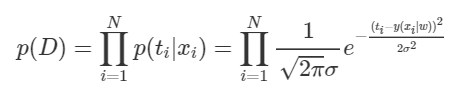 p(D) = ∏_{i=1}^{N} p(t_i|x_i) = ∏_{i=1}^{N} \frac{1}{\sqrt{2π}σ} e^{-\frac{(t_i-y(x_i|w))^2}{2σ^2}}